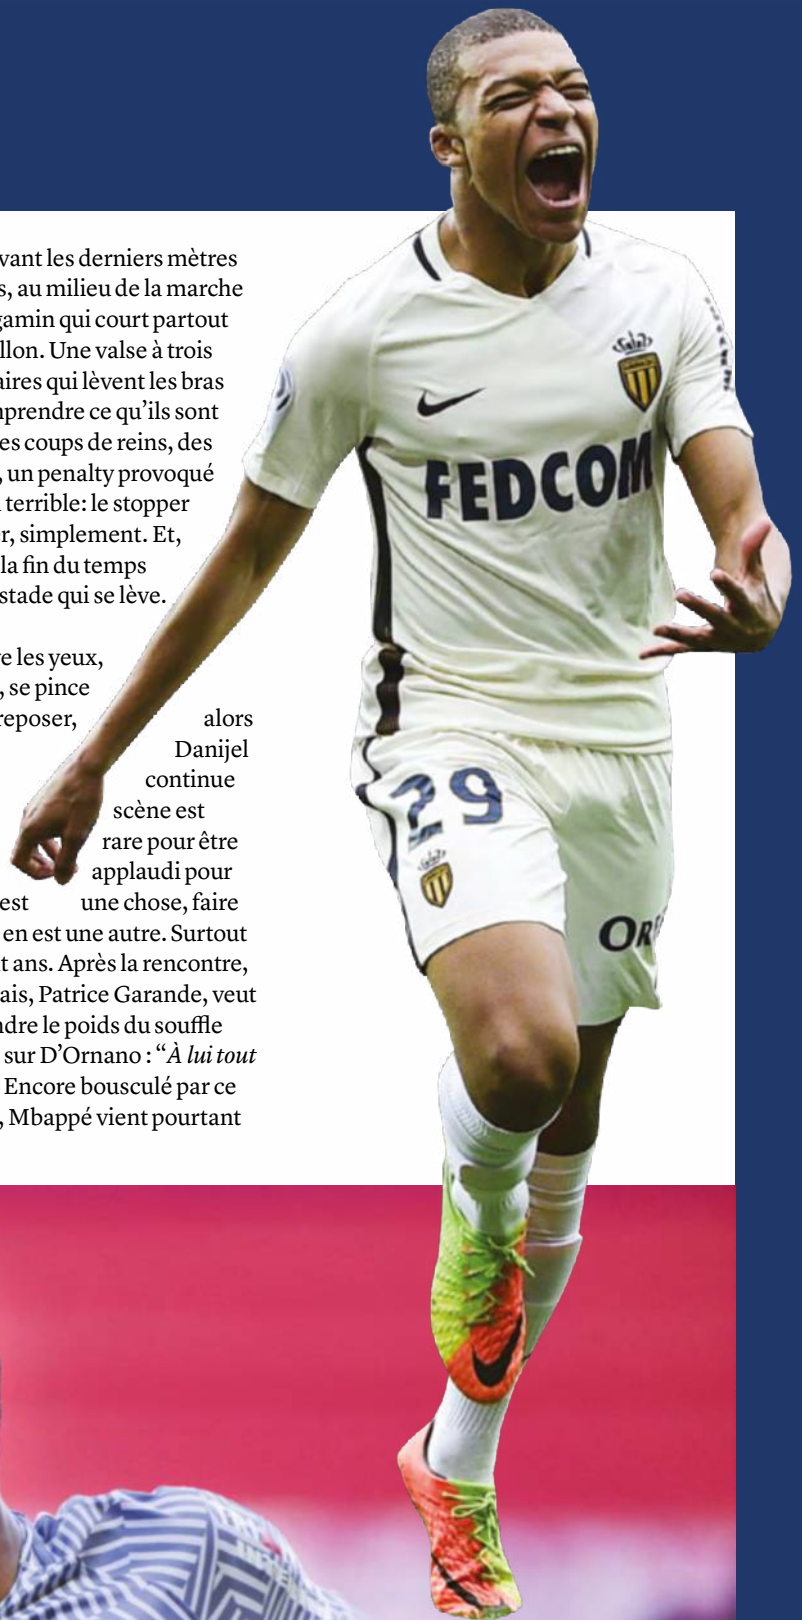 vant les derniers mètres
s, au milieu de la marche
gamin qui court partout
llon. Une valse à trois
aires qui lèvent les bras
mprendre ce qu'ils sont
es coups de reins, des
, un penalty provoqué
terrible: le stopper
r, simplement. Et,
la fin du temps
stade qui se lève.
e les yeux,
, se pince
reposer, alors
Danijel
continue
scène est
rare pour être
applaudi pour
est une chose, faire
en est une autre. Surtout
t ans. Après la rencontre,
ais, Patrice Garande, veut
ndre le poids du souffle
sur D'Ornano : “À lui tout
Encore bousculé par ce
, Mbappé vient pourtant
FEDCOM
29
OR